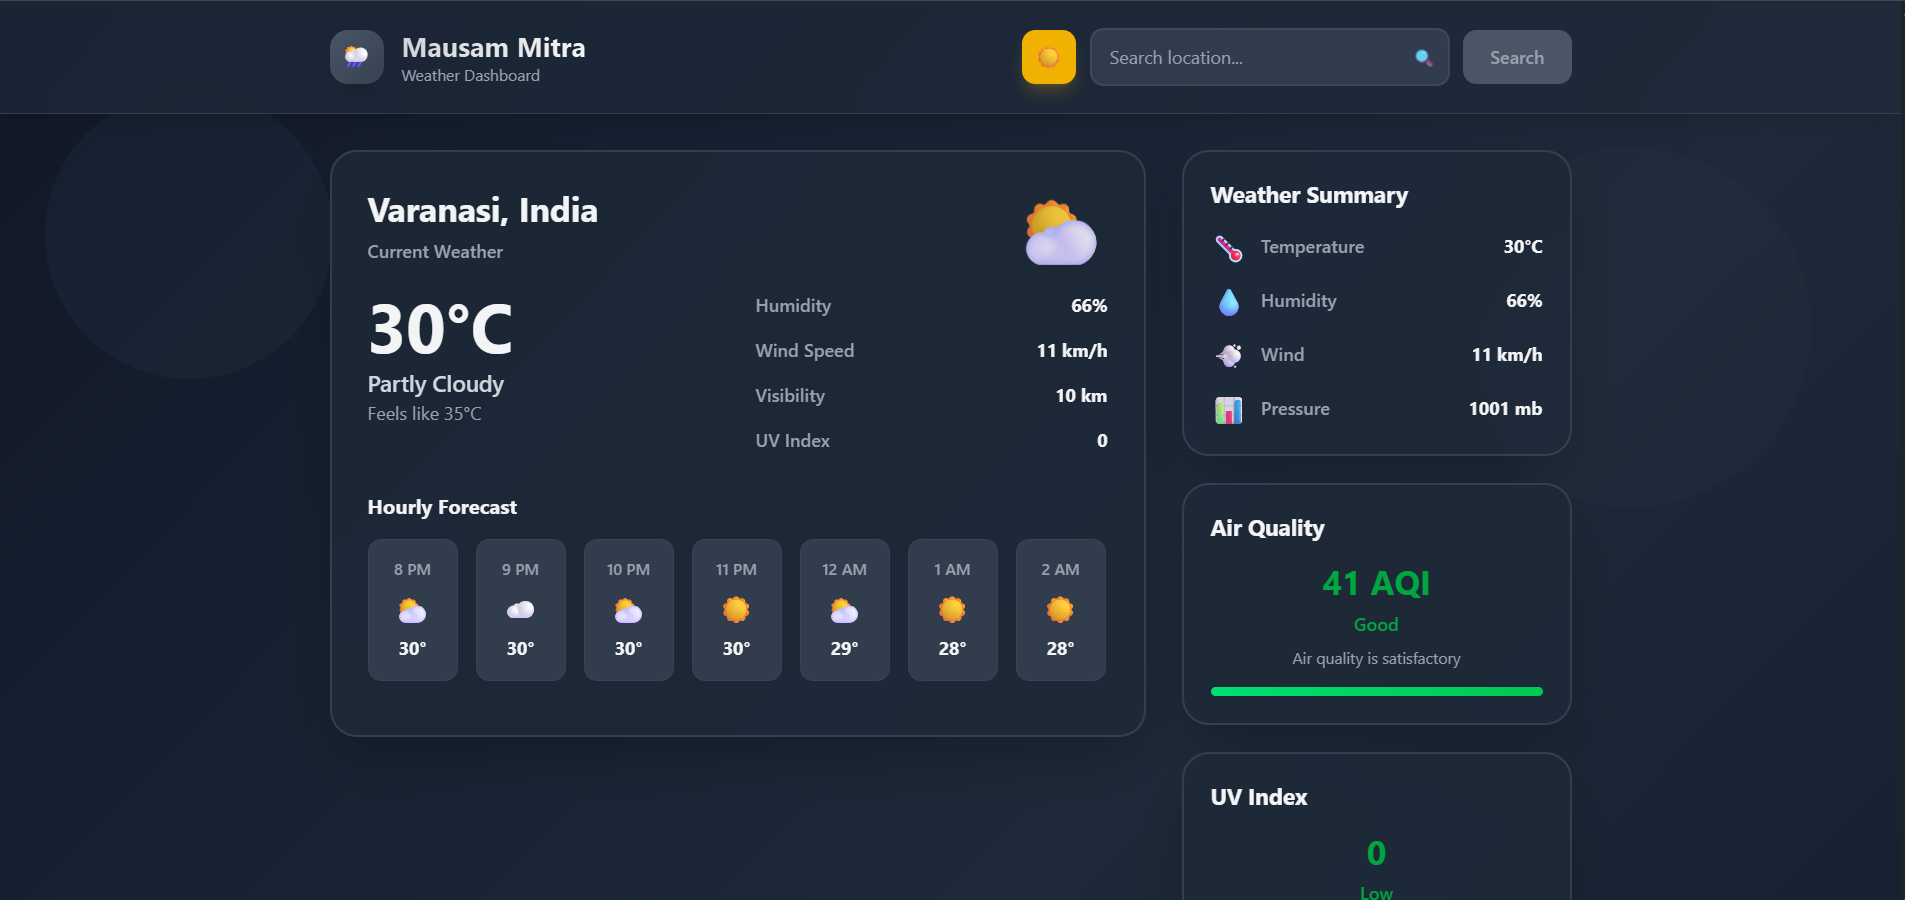 Mausam Mitra
Weather Dashboard
Search location...
Search
Varanasi, India
Current Weather
30°C
Partly Cloudy
Feels like 35°C
Humidity 66%
Wind Speed 11 km/h
Visibility 10 km
UV Index 0
Hourly Forecast
8 PM 9 PM 10 PM 11 PM 12 AM 1 AM 2 AM
30° 30° 30° 30° 29° 28° 28°
Weather Summary
Temperature 30°C
Humidity 66%
Wind 11 km/h
Pressure 1001 mb
Air Quality
41 AQI
Good
Air quality is satisfactory
UV Index
0
Low